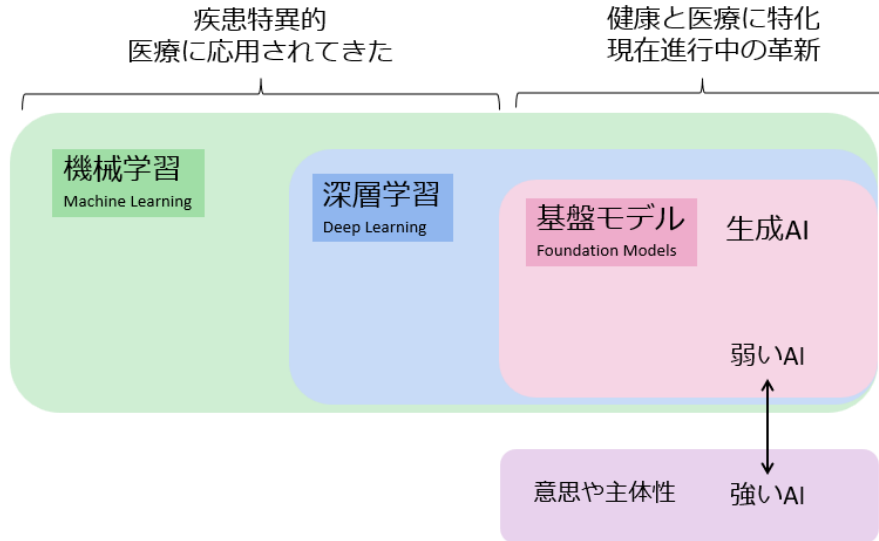 疾患特異的
医療に応用されてきた
健康と医療に特化
現在進行中の革新
機械学習
Machine Learning
深層学習
Deep Learning
基盤モデル
Foundation Models
生成AI
弱いAI
意思や主体性
強いAI